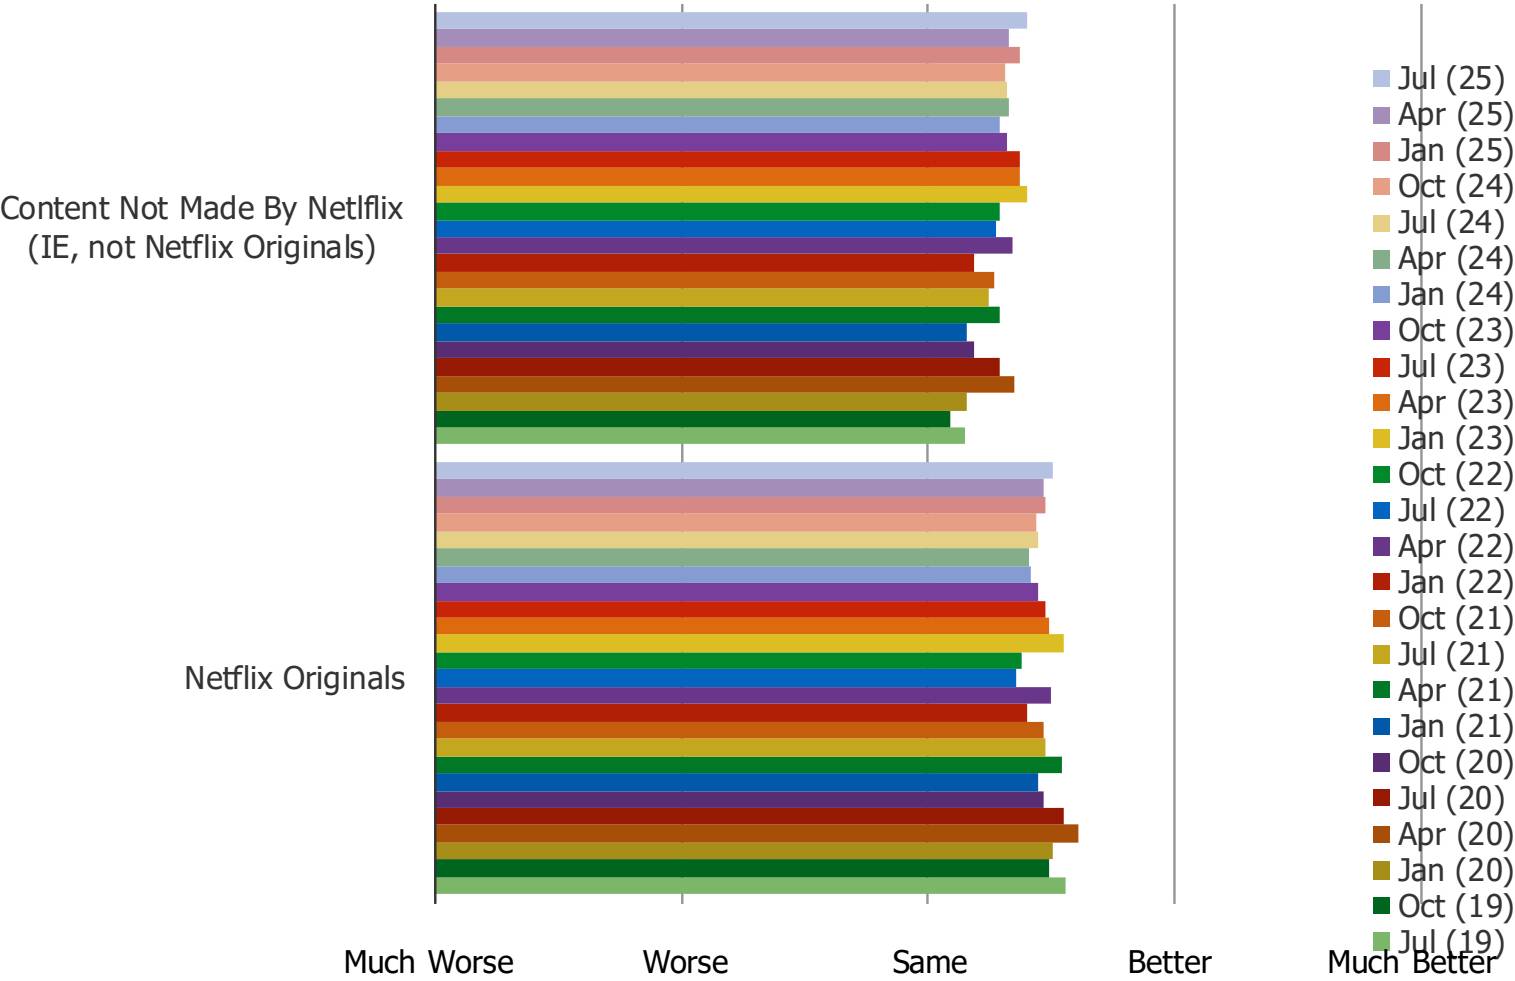 Content Not Made By Netlflix
(IE, not Netflix Originals)
Netflix Originals
Jul (25)
Apr (25)
Jan (25)
Oct (24)
Jul (24)
Apr (24)
Jan (24)
Oct (23)
Jul (23)
Apr (23)
Jan (23)
Oct (22)
Jul (22)
Apr (22)
Jan (22)
Oct (21)
Jul (21)
Apr (21)
Jan (21)
Oct (20)
Jul (20)
Apr (20)
Jan (20)
Oct (19)
Jul (19)
Much Worse Worse Same Better Much Better